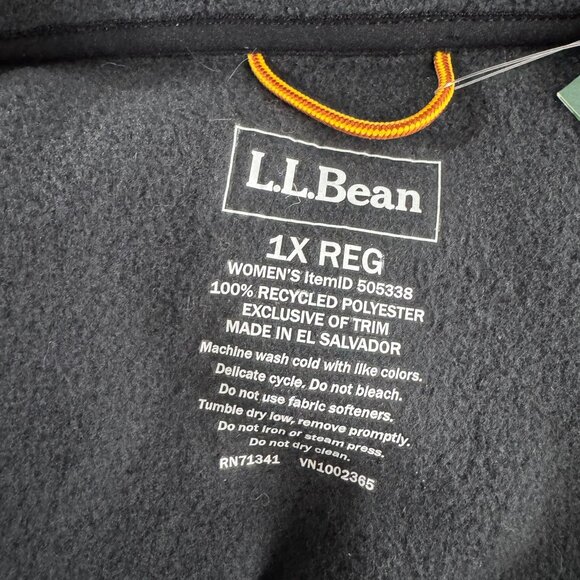 L.L.Bean
1X REG
WOMEN'S ItemID 505338
100% RECYCLED POLYESTER
EXCLUSIVE OF TRIM
MADE IN EL SALVADOR
Machine wash cold with like colors.
Delicate cycle. Do not bleach.
Do not use fabric softeners.
Tumble dry low, remove promptly.
Do not iron or steam press.
Do not dry clean.
RN71341 VN1002365